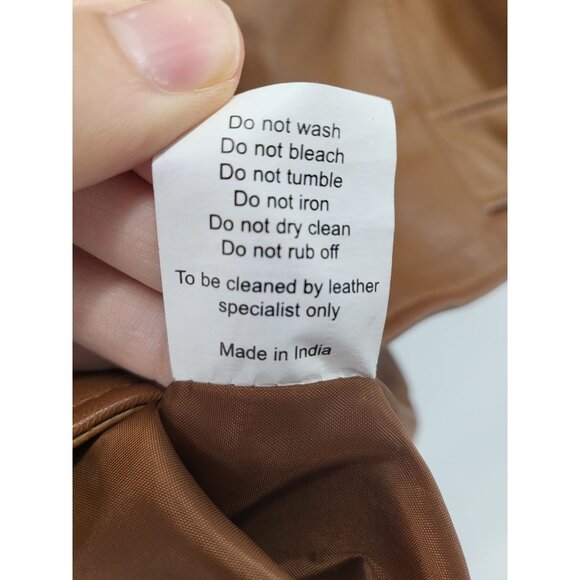 Do not wash
Do not bleach
Do not tumble
Do not iron
Do not dry clean
Do not rub off
To be cleaned by leather
specialist only
Made in India